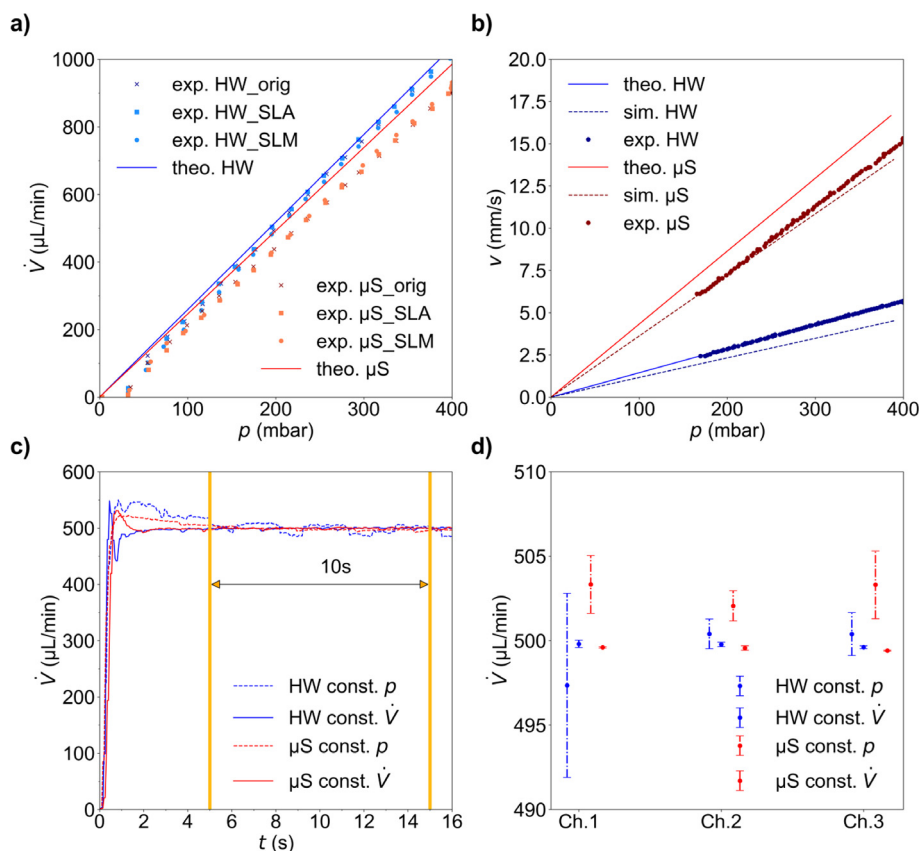 a)
1000
800
600
400
200
0
V̇ (µL/min)
exp. HW_orig
exp. HW_SLA
exp. HW_SLM
theo. HW
exp. µS_orig
exp. µS_SLA
exp. µS_SLM
theo. µS
0 100 200 300 400
p (mbar)
b)
20.0
17.5
15.0
12.5
10.0
7.5
5.0
2.5
0.0
v (mm/s)
theo. HW
sim. HW
exp. HW
theo. µS
sim. µS
exp. µS
0 100 200 300 400
p (mbar)
c)
600
500
400
300
200
100
0
V̇ (µL/min)
10s
HW const. p
HW const. V̇
µS const. p
µS const. V̇
0 2 4 6 8 10 12 14 16
t (s)
d)
510
505
500
495
490
V̇ (µL/min)
HW const. p
HW const. V̇
µS const. p
µS const. V̇
Ch.1 Ch.2 Ch.3